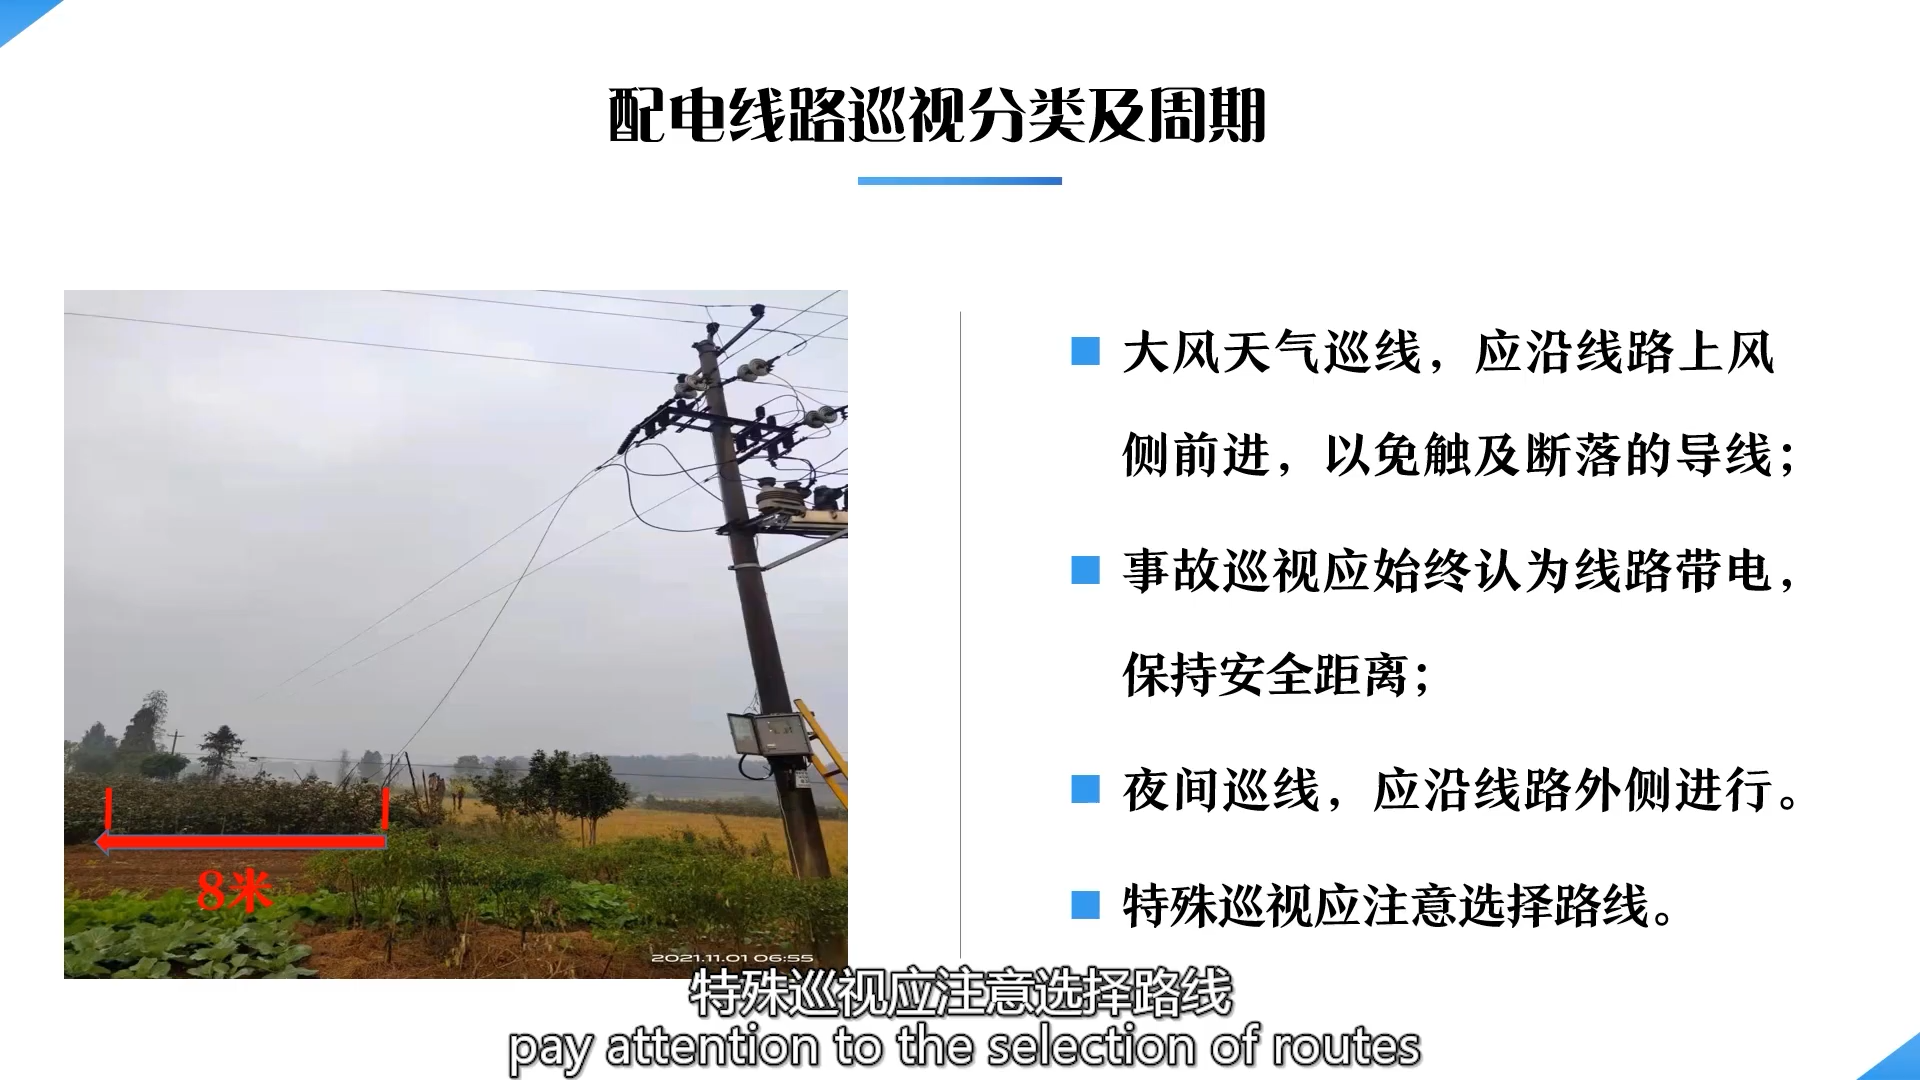 配电线路巡视分类及周期
大风天气巡线，应沿线路上风
侧前进，以免触及断落的导线；
事故巡视应始终认为线路带电，
保持安全距离；
夜间巡线，应沿线路外侧进行。
特殊巡视应注意选择路线。
8米
2021.11.01 06:55
特殊巡视应注意选择路线
pay attention to the selection of routes